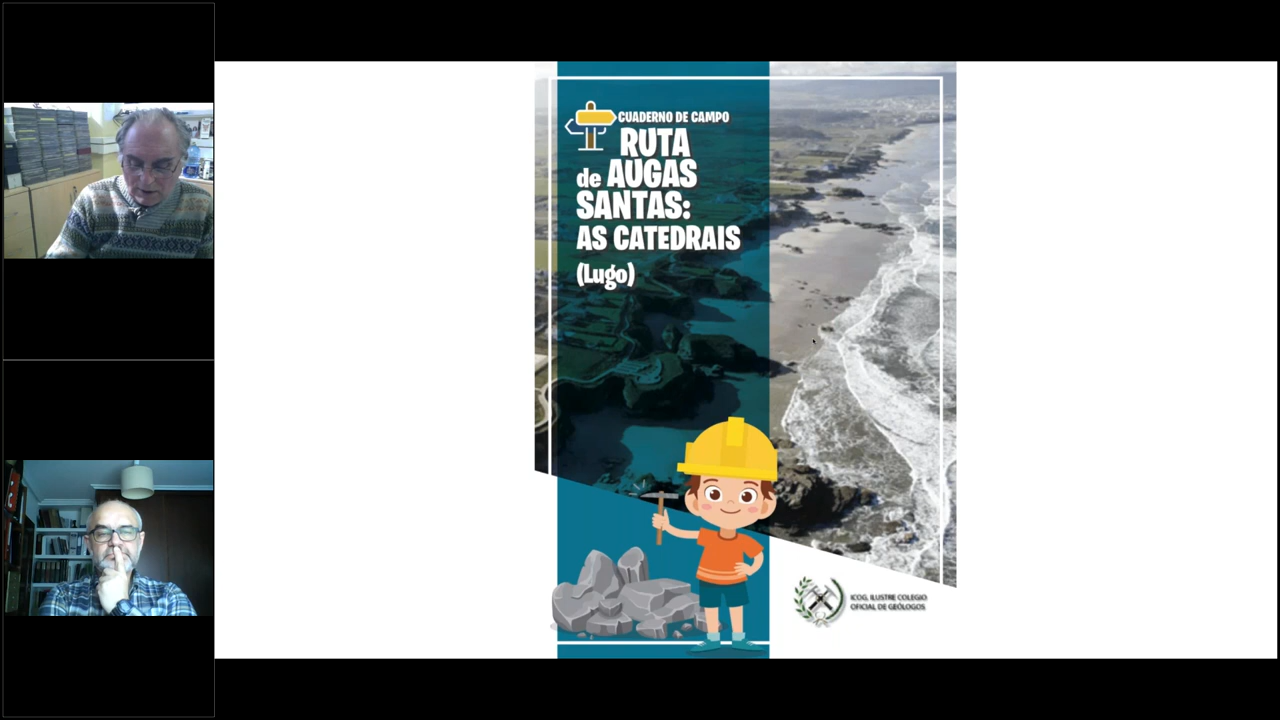 CUADERNO DE CAMPO
RUTA
de AUGAS
SANTAS:
AS CATEDRAIS
(Lugo)
ICOG, ILUSTRE COLEGIO
OFICIAL DE GEÓLOGOS